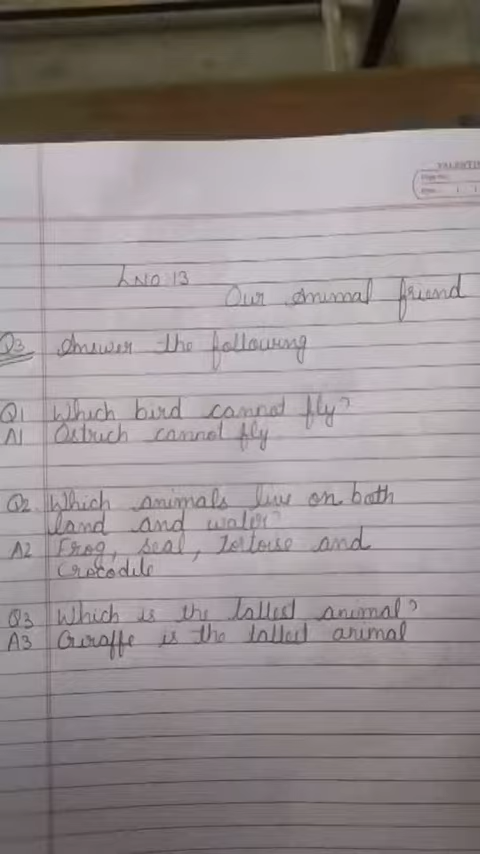 L NO. 13
Our animal friend
Q3 Answer the following
Q1 Which bird cannot fly?
A1 Ostrich cannot fly
Q2. Which animals live on both
land and water?
A2 Frog, seal, tortoise and
Crocodile
Q3 Which is the tallest animal?
A3 Giraffe is the tallest animal